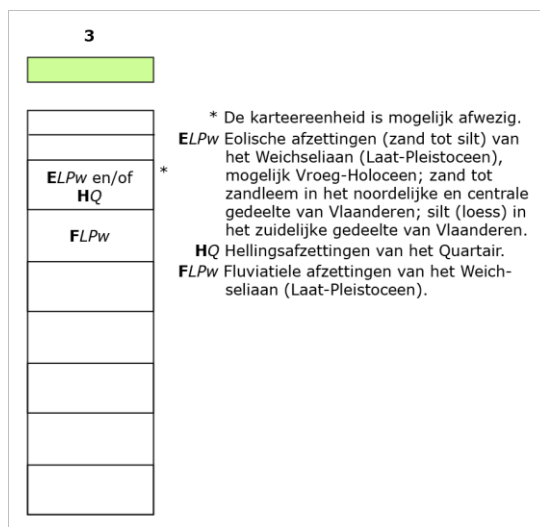 3
* De karteereenheid is mogelijk afwezig.
ELPw Eolische afzettingen (zand tot silt) van
het Weichseliaan (Laat-Pleistoceen),
mogelijk Vroeg-Holoceen; zand tot
zandleem in het noordelijke en centrale
gedeelte van Vlaanderen; silt (loess) in
het zuidelijke gedeelte van Vlaanderen.
HQ Hellingsafzettingen van het Quartair.
FLPw Fluviatiele afzettingen van het Weich-
seliaan (Laat-Pleistoceen).
ELPw en/of *
HQ
FLPw